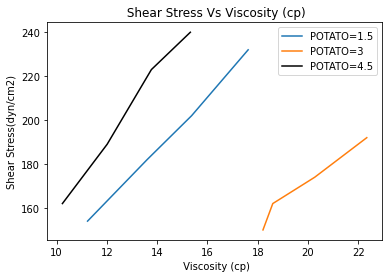 Shear Stress Vs Viscosity (cp)
POTATO=1.5
POTATO=3
POTATO=4.5
Shear Stress(dyn/cm2)
240
220
200
180
160
10
12
14
16
18
20
22
Viscosity (cp)